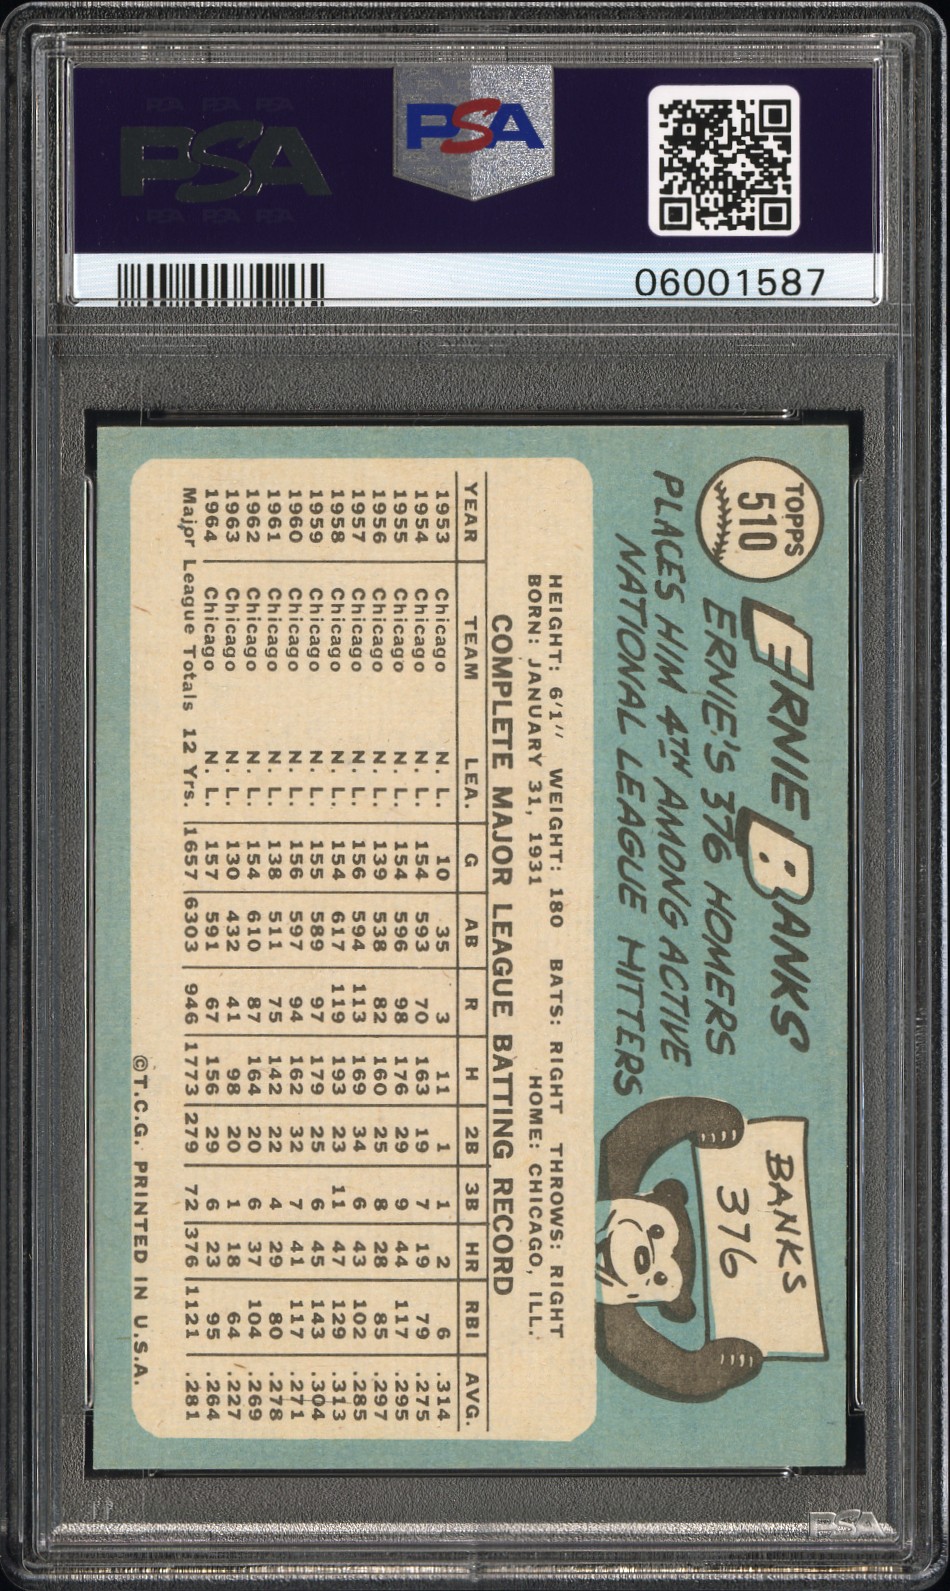 PSA PSA PSA
PSA
PSA PSA PSA
PSA
06001587
TOPPS
510
ERNIE BANKS
ERNIE'S 376 HOMERS
PLACES HIM 4TH AMONG ACTIVE
NATIONAL LEAGUE HITTERS
BANKS
376
HEIGHT: 6'1" WEIGHT: 180 BATS: RIGHT THROWS: RIGHT
BORN: JANUARY 31, 1931 HOME: CHICAGO, ILL.
COMPLETE MAJOR LEAGUE BATTING RECORD
YEAR TEAM LEA. G AB R H 2B 3B HR RBI AVG.
1953 Chicago N. L. 10 35 3 11 1 1 2 6 .314
1954 Chicago N. L. 154 593 70 163 19 7 19 79 .275
1955 Chicago N. L. 154 596 98 176 29 9 44 117 .295
1956 Chicago N. L. 139 538 82 160 25 8 28 85 .297
1957 Chicago N. L. 156 594 113 169 34 6 43 102 .285
1958 Chicago N. L. 154 617 119 193 23 11 47 129 .313
1959 Chicago N. L. 155 589 97 179 25 6 45 143 .304
1960 Chicago N. L. 156 597 94 162 32 7 41 117 .271
1961 Chicago N. L. 138 511 75 142 22 4 29 80 .278
1962 Chicago N. L. 154 610 87 164 20 6 37 104 .269
1963 Chicago N. L. 130 432 41 98 20 1 18 64 .227
1964 Chicago N. L. 157 591 67 156 29 6 23 95 .264
Major League Totals 12 Yrs. 1657 6303 946 1773 279 72 376 1121 .281
©T.C.G. PRINTED IN U.S.A.
PSA